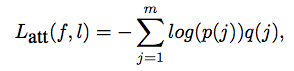 L_att(f, l) = − ∑_{j=1}^{m} log(p(j))q(j),